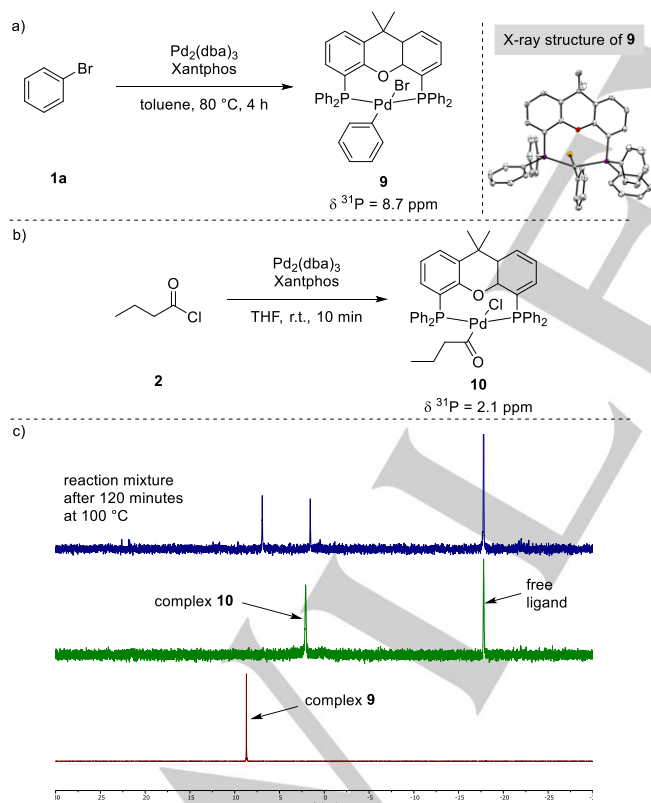 a)
Br
1a
Pd2(dba)3
Xantphos
toluene, 80 °C, 4 h
O
Br
Ph2P
Pd
PPh2
9
δ 31P = 8.7 ppm
X-ray structure of 9
b)
O
Cl
2
Pd2(dba)3
Xantphos
THF, r.t., 10 min
O
Cl
Ph2P
Pd
PPh2
O
10
δ 31P = 2.1 ppm
c)
reaction mixture
after 120 minutes
at 100 °C
complex 10
free
ligand
complex 9
25 20 15 10 5 0 -5 -10 -15 -20 -25